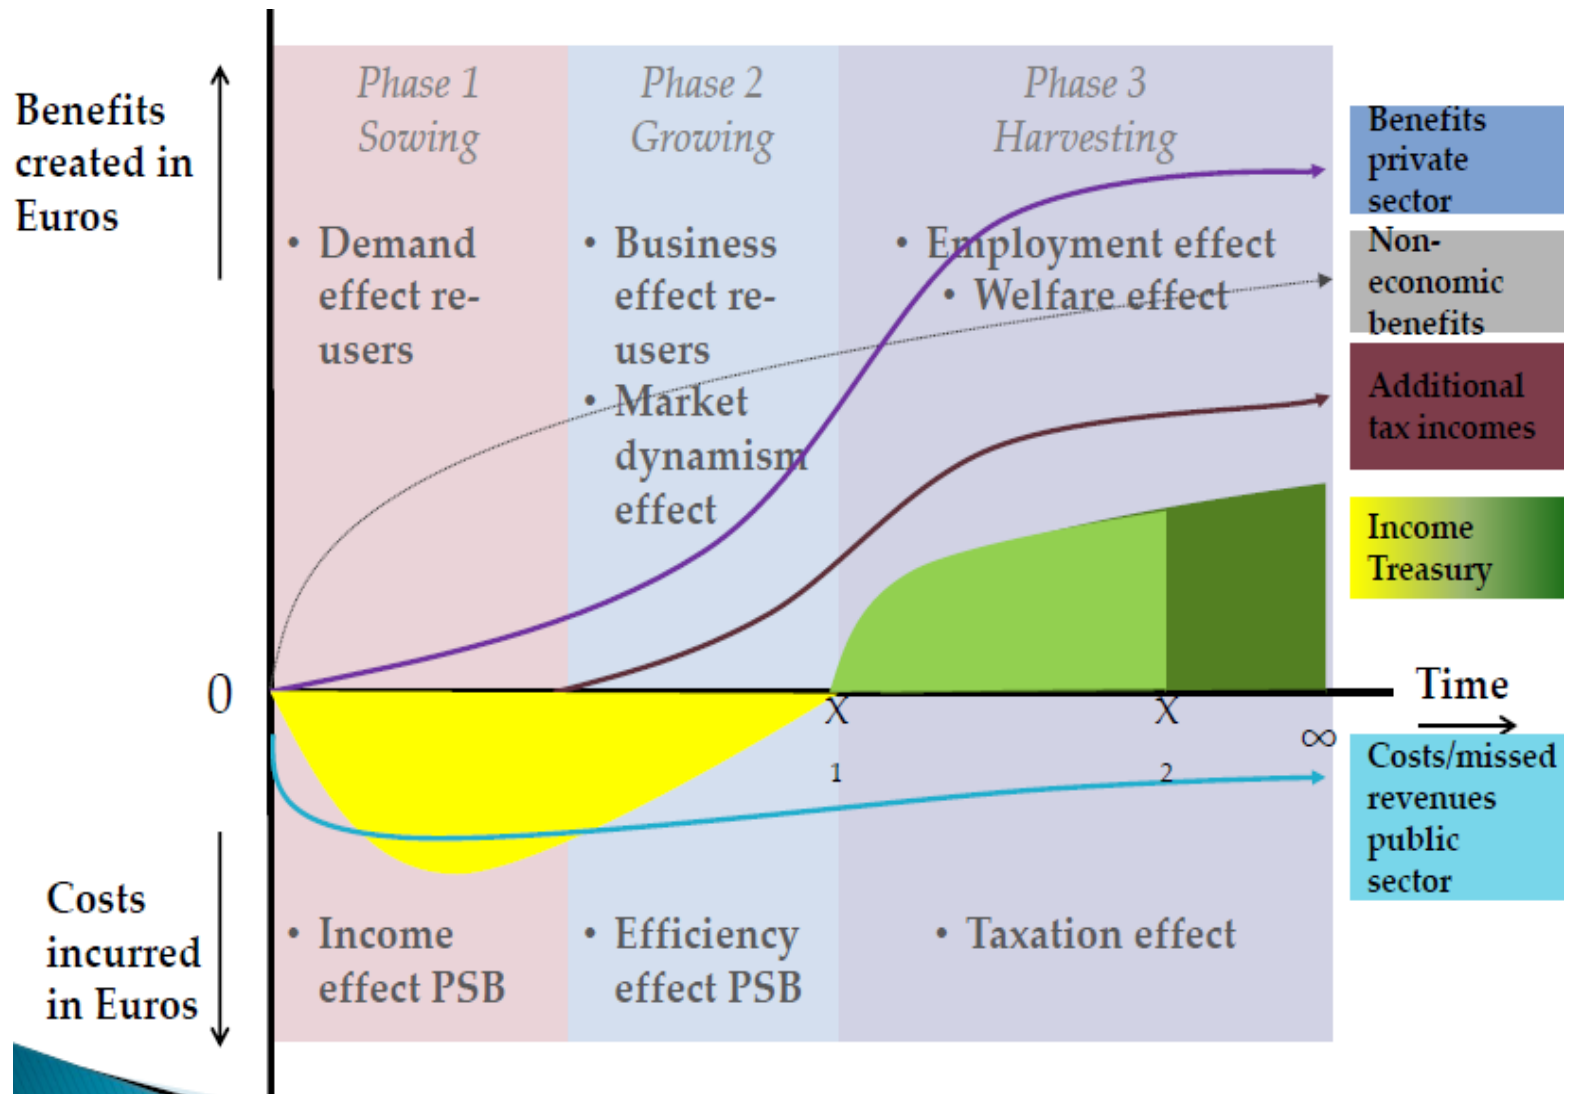 Benefits
created in
Euros
Phase 1
Sowing
• Demand
effect re-
users
Phase 2
Growing
• Business
effect re-
users
• Market
dynamism
effect
Phase 3
Harvesting
• Employment effect
• Welfare effect
Benefits
private
sector
Non-
economic
benefits
Additional
tax incomes
Income
Treasury
0
X
1
X
2
∞
Time
Costs/missed
revenues
public
sector
Costs
incurred
in Euros
• Income
effect PSB
• Efficiency
effect PSB
• Taxation effect